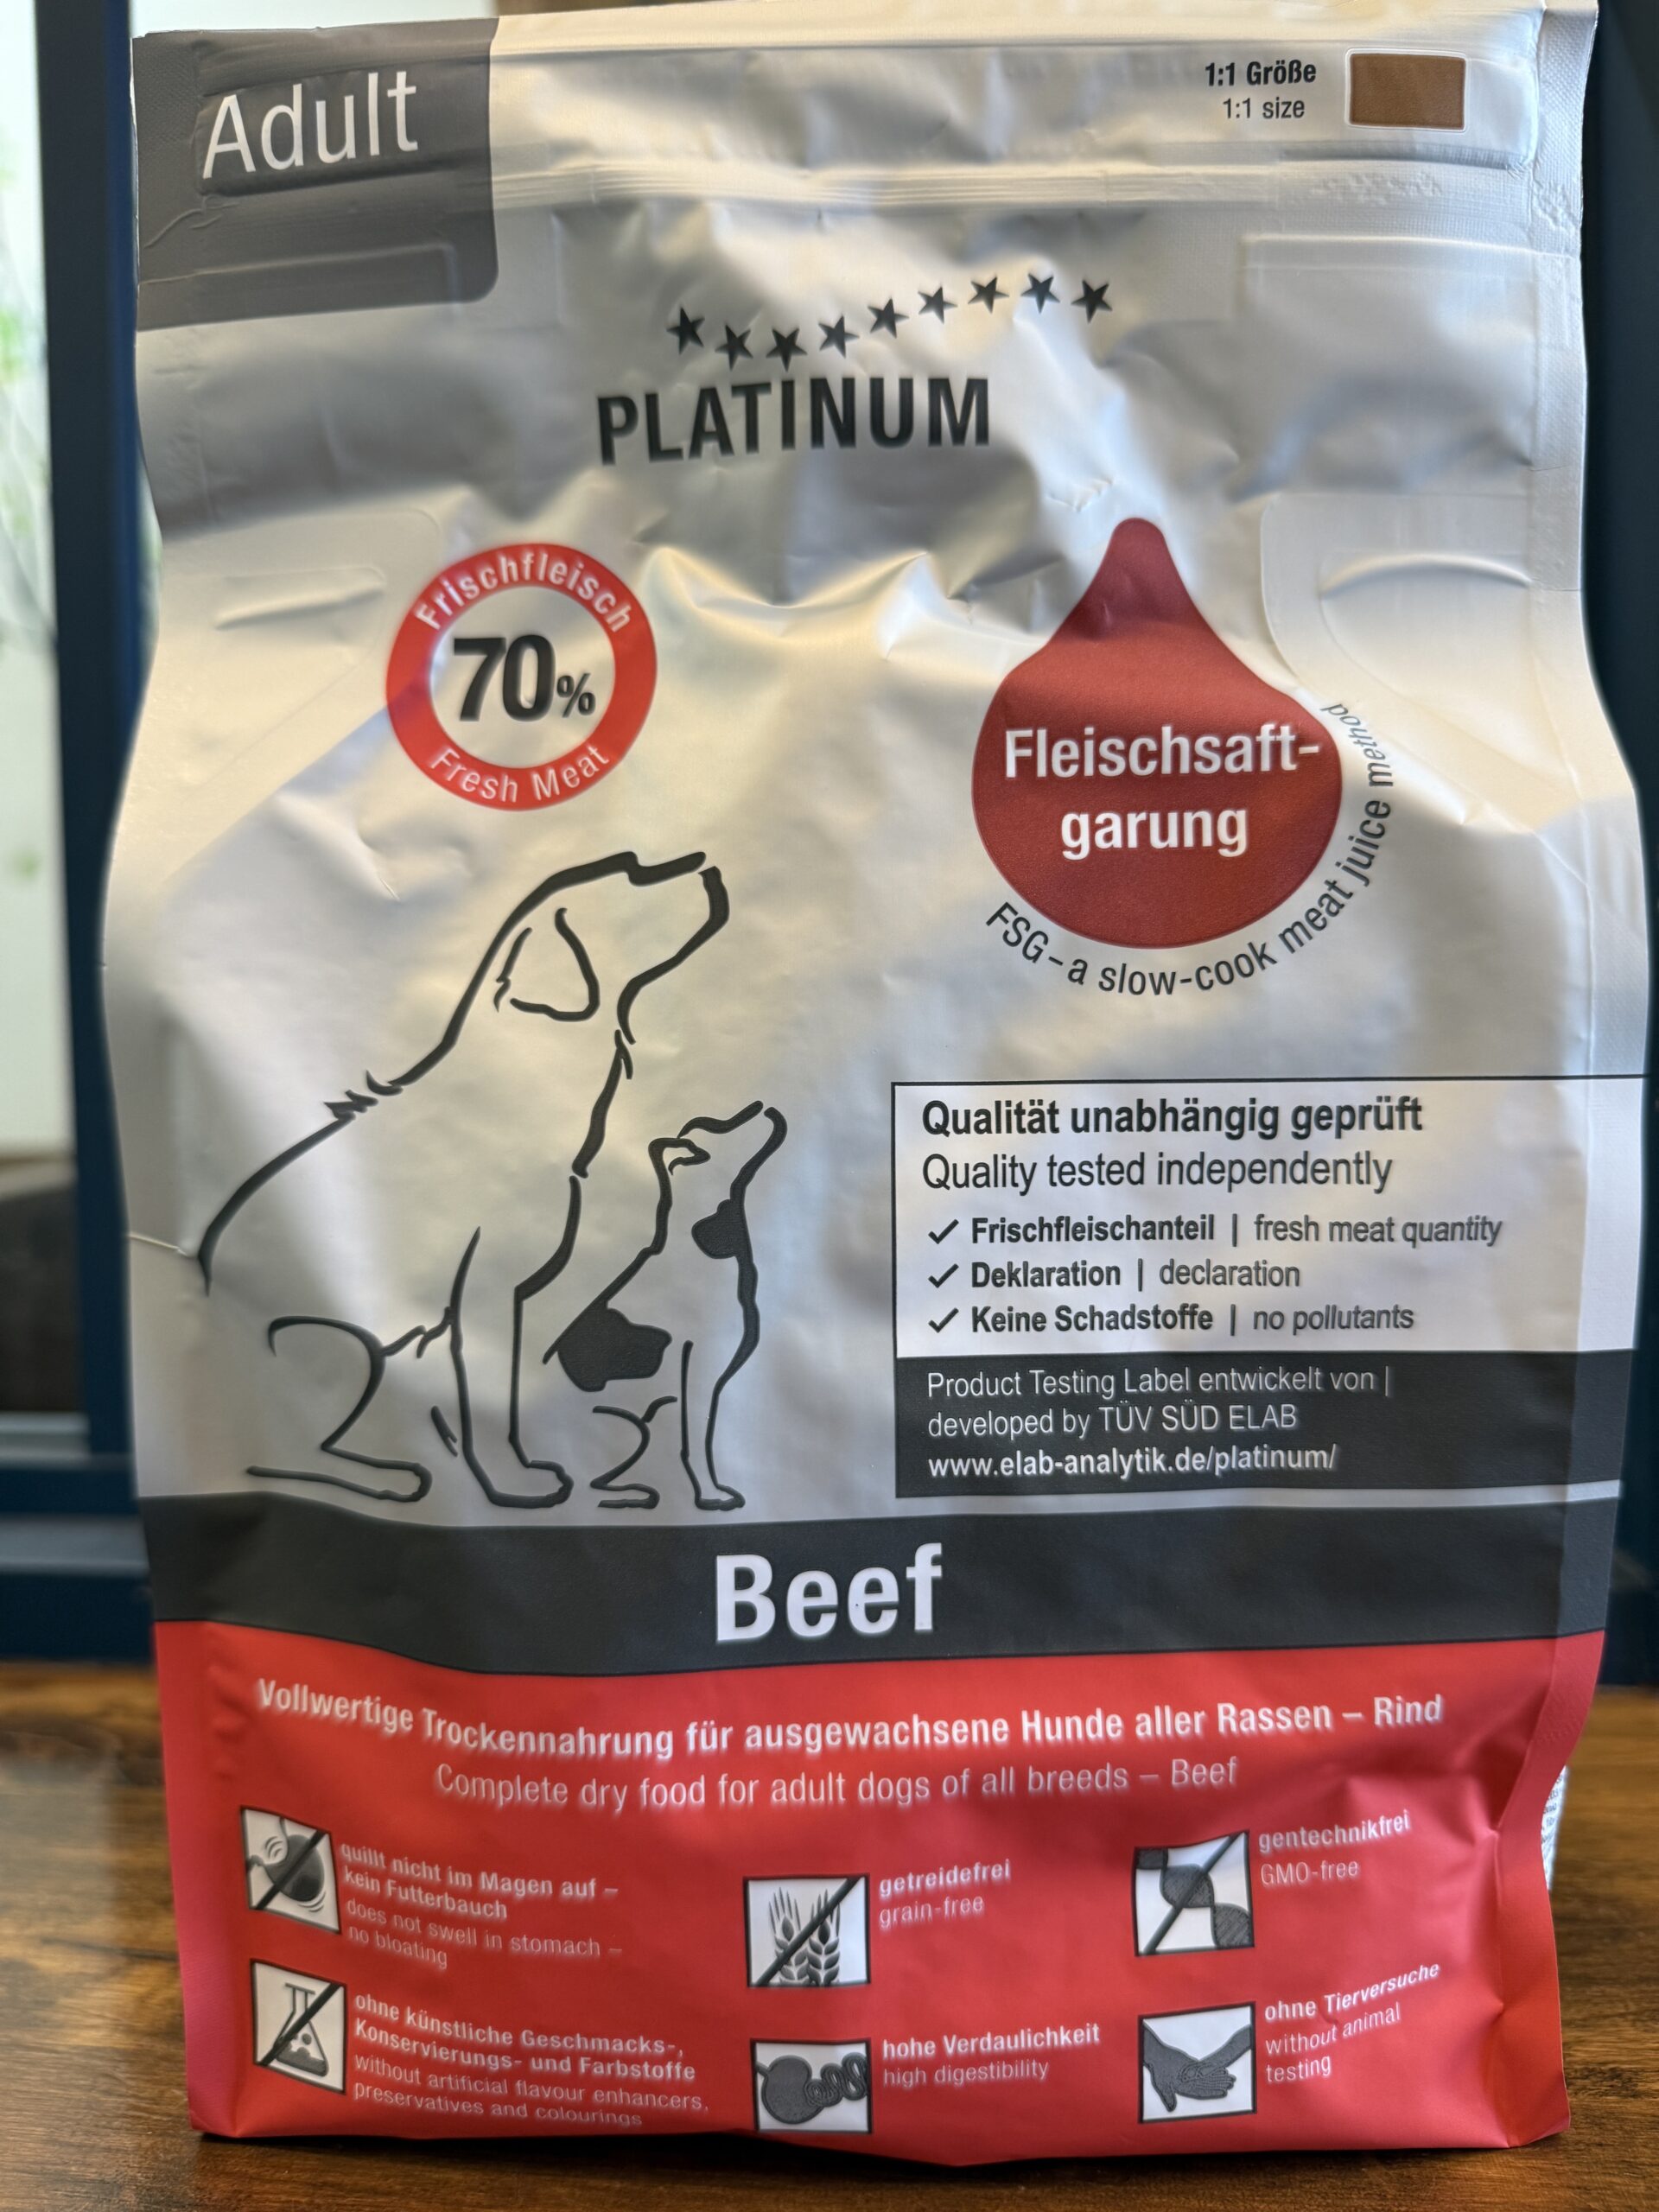 Adult
1:1 Größe
1:1 size
PLATINUM
Frischfleisch
70%
Fresh Meat
Fleischsaft-
garung
FSG - a slow-cook meat juice method
Qualität unabhängig geprüft
Quality tested independently
Frischfleischanteil | fresh meat quantity
Deklaration | declaration
Keine Schadstoffe | no pollutants
Product Testing Label entwickelt von |
developed by TÜV SÜD ELAB
www.elab-analytik.de/platinum/
Beef
Vollwertige Trockennahrung für ausgewachsene Hunde aller Rassen – Rind
Complete dry food for adult dogs of all breeds – Beef
quillt nicht im Magen auf –
kein Futterbauch
does not swell in stomach –
no bloating
getreidefrei
grain-free
gentechnikfrei
GMO-free
ohne künstliche Geschmacks-,
Konservierungs- und Farbstoffe
without artificial flavour enhancers,
preservatives and colourings
hohe Verdaulichkeit
high digestibility
ohne Tierversuche
without animal
testing